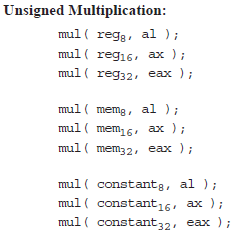 Unsigned Multiplication:
mul( reg8, al );
mul( reg16, ax );
mul( reg32, eax );
mul( mem8, al );
mul( mem16, ax );
mul( mem32, eax );
mul( constant8, al );
mul( constant16, ax );
mul( constant32, eax );